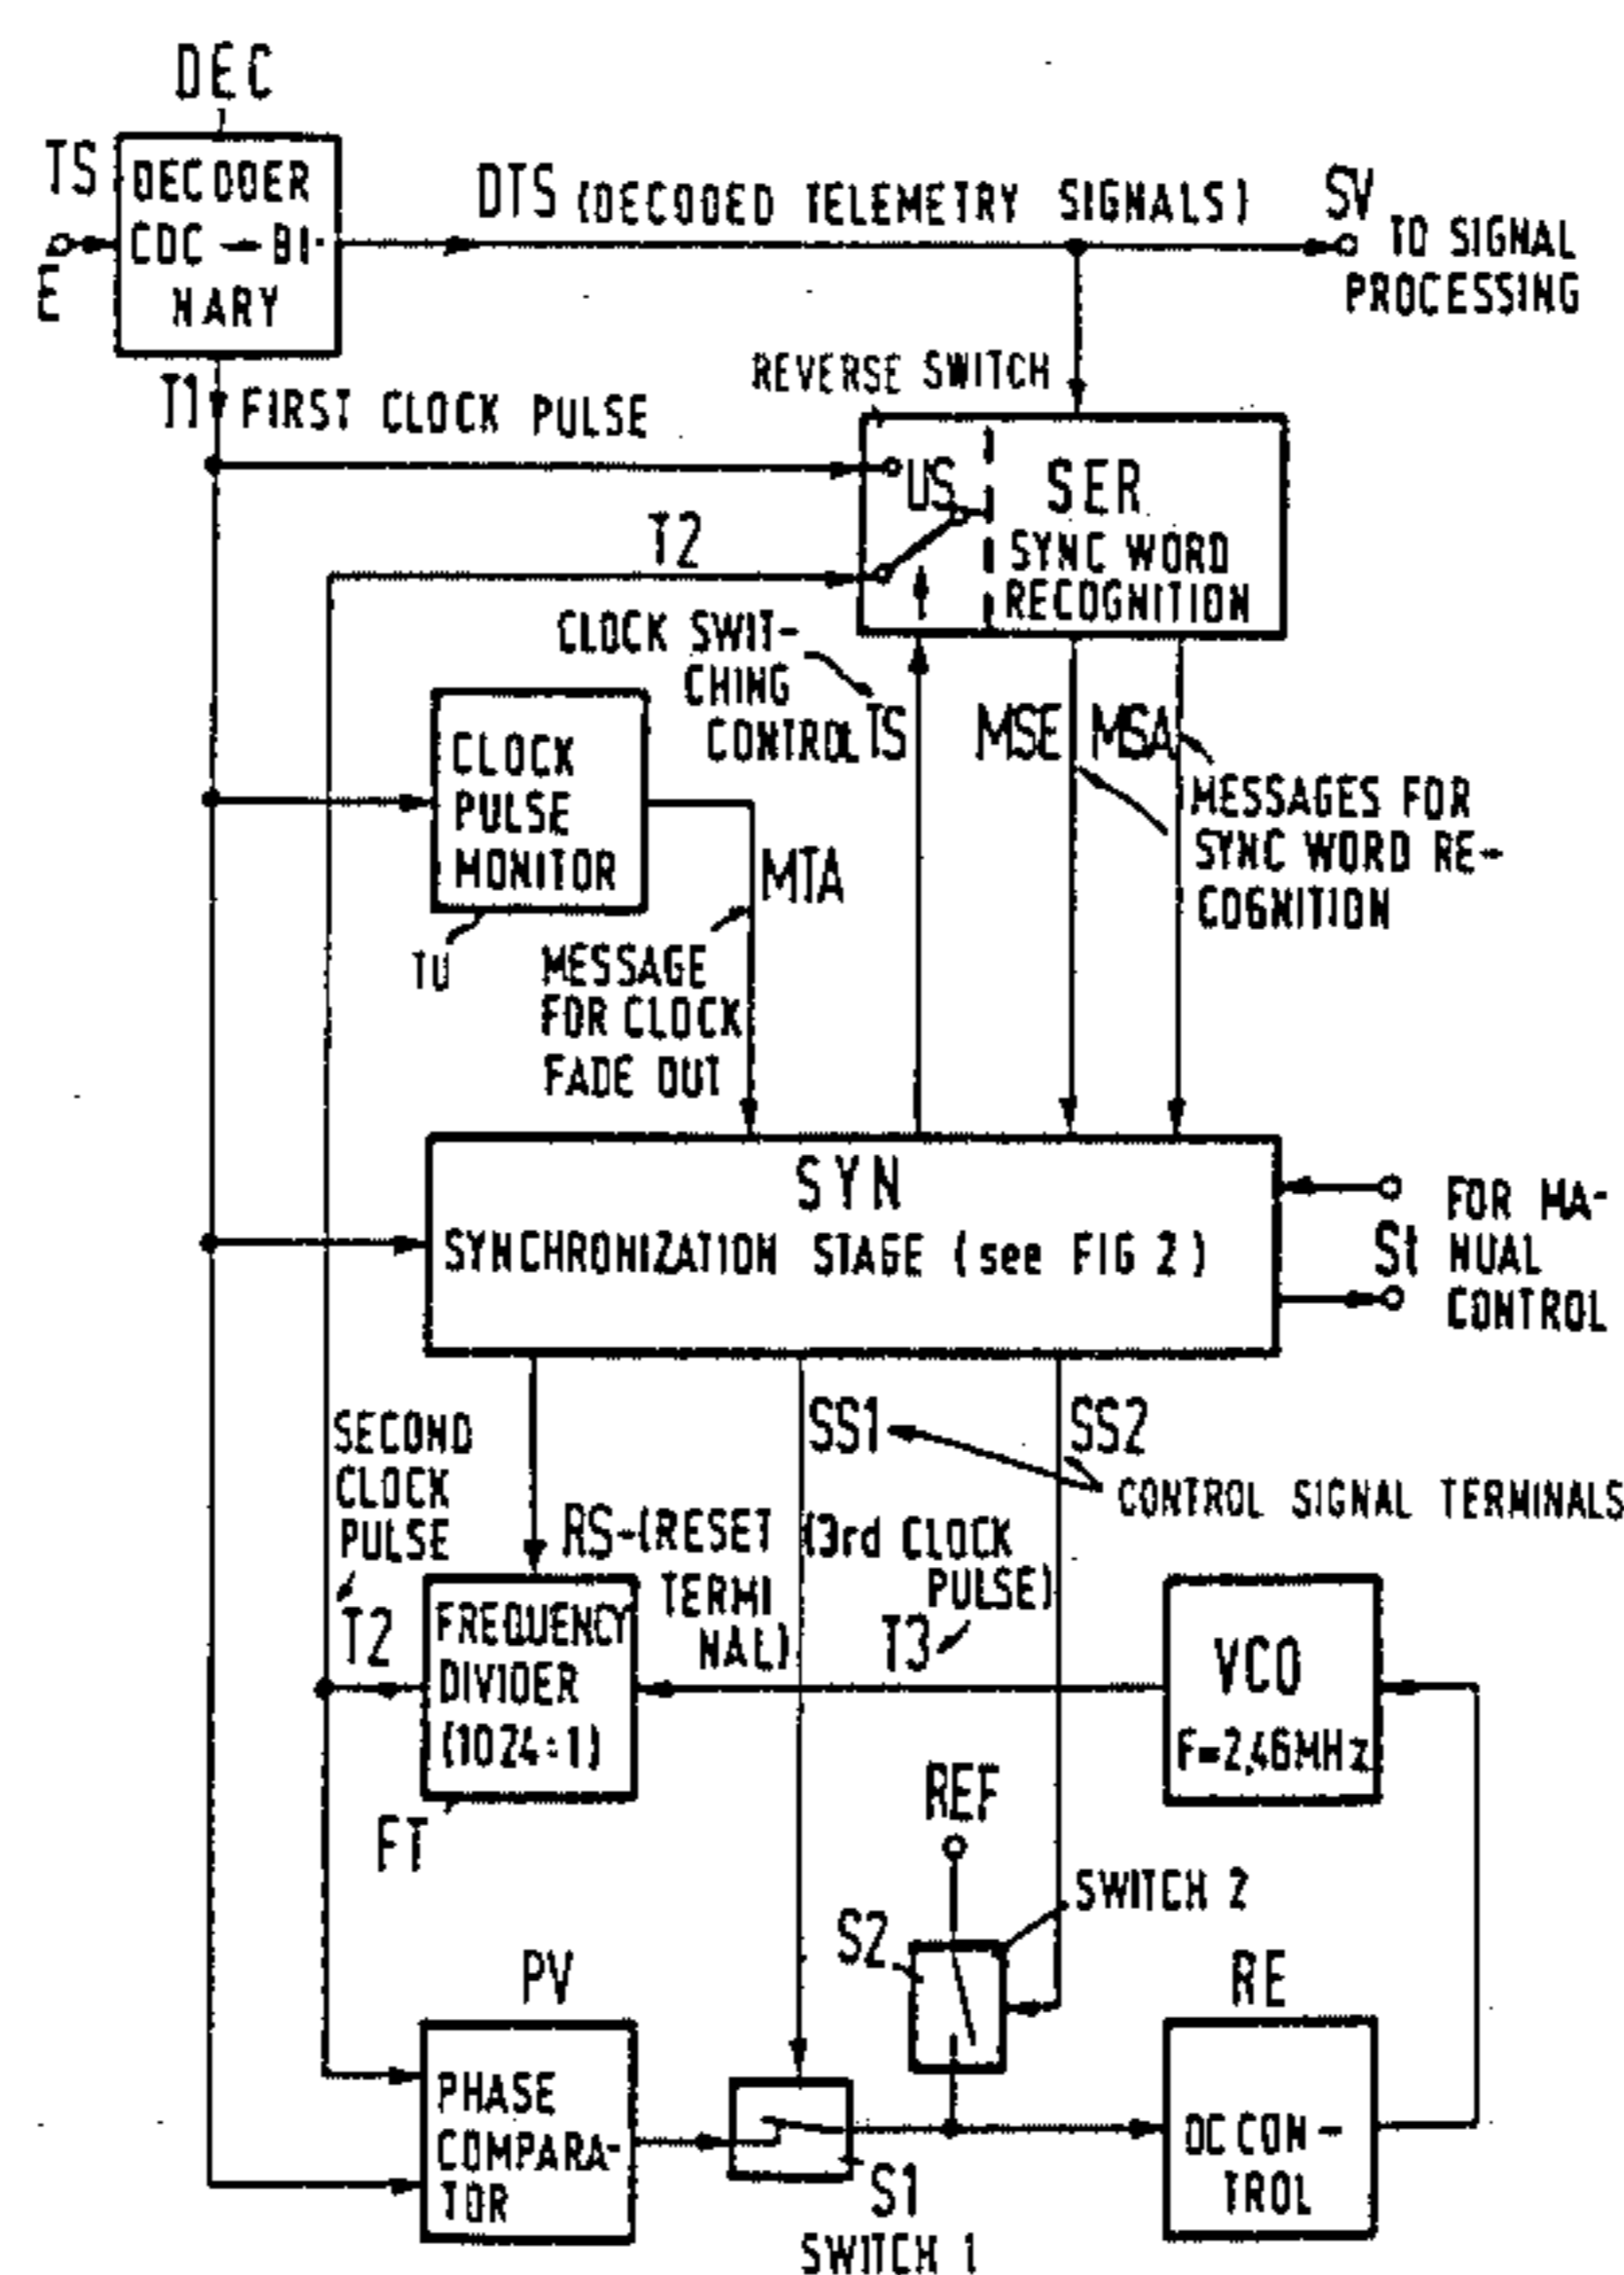 DEC
TS
DECODER
CDC → BI-
NARY
E
DTS (DECODED TELEMETRY SIGNALS)
SV
TO SIGNAL
PROCESSING
T1 FIRST CLOCK PULSE
REVERSE SWITCH
US
SER
SYNC WORD
RECOGNITION
T2
CLOCK SWIT-
CHING
CONTROL TS
MSE
MSA
MESSAGES FOR
SYNC WORD RE-
COGNITION
CLOCK
PULSE
MONITOR
TU
MTA
MESSAGE
FOR CLOCK
FADE OUT
SYN
SYNCHRONIZATION STAGE (see FIG 2)
St
FOR MA-
NUAL
CONTROL
SECOND
CLOCK
PULSE
T2
SS1
SS2
CONTROL SIGNAL TERMINALS
RS-(RESET
TERMI
NAL)
(3rd CLOCK
PULSE)
T3
FREQUENCY
DIVIDER
(1024:1)
FT
VCO
F=2,46MHz
REF
S2
SWITCH 2
PV
PHASE
COMPARA-
TOR
S1
SWITCH 1
RE
DC CON-
TROL